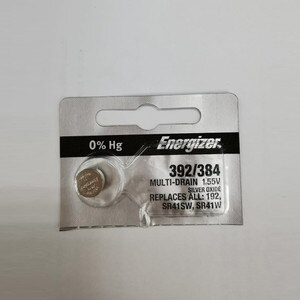 0% Hg
Energizer
392/384
MULTI-DRAIN 1.55V
SILVER OXIDE
REPLACES ALL: 192,
SR41SW, SR41W